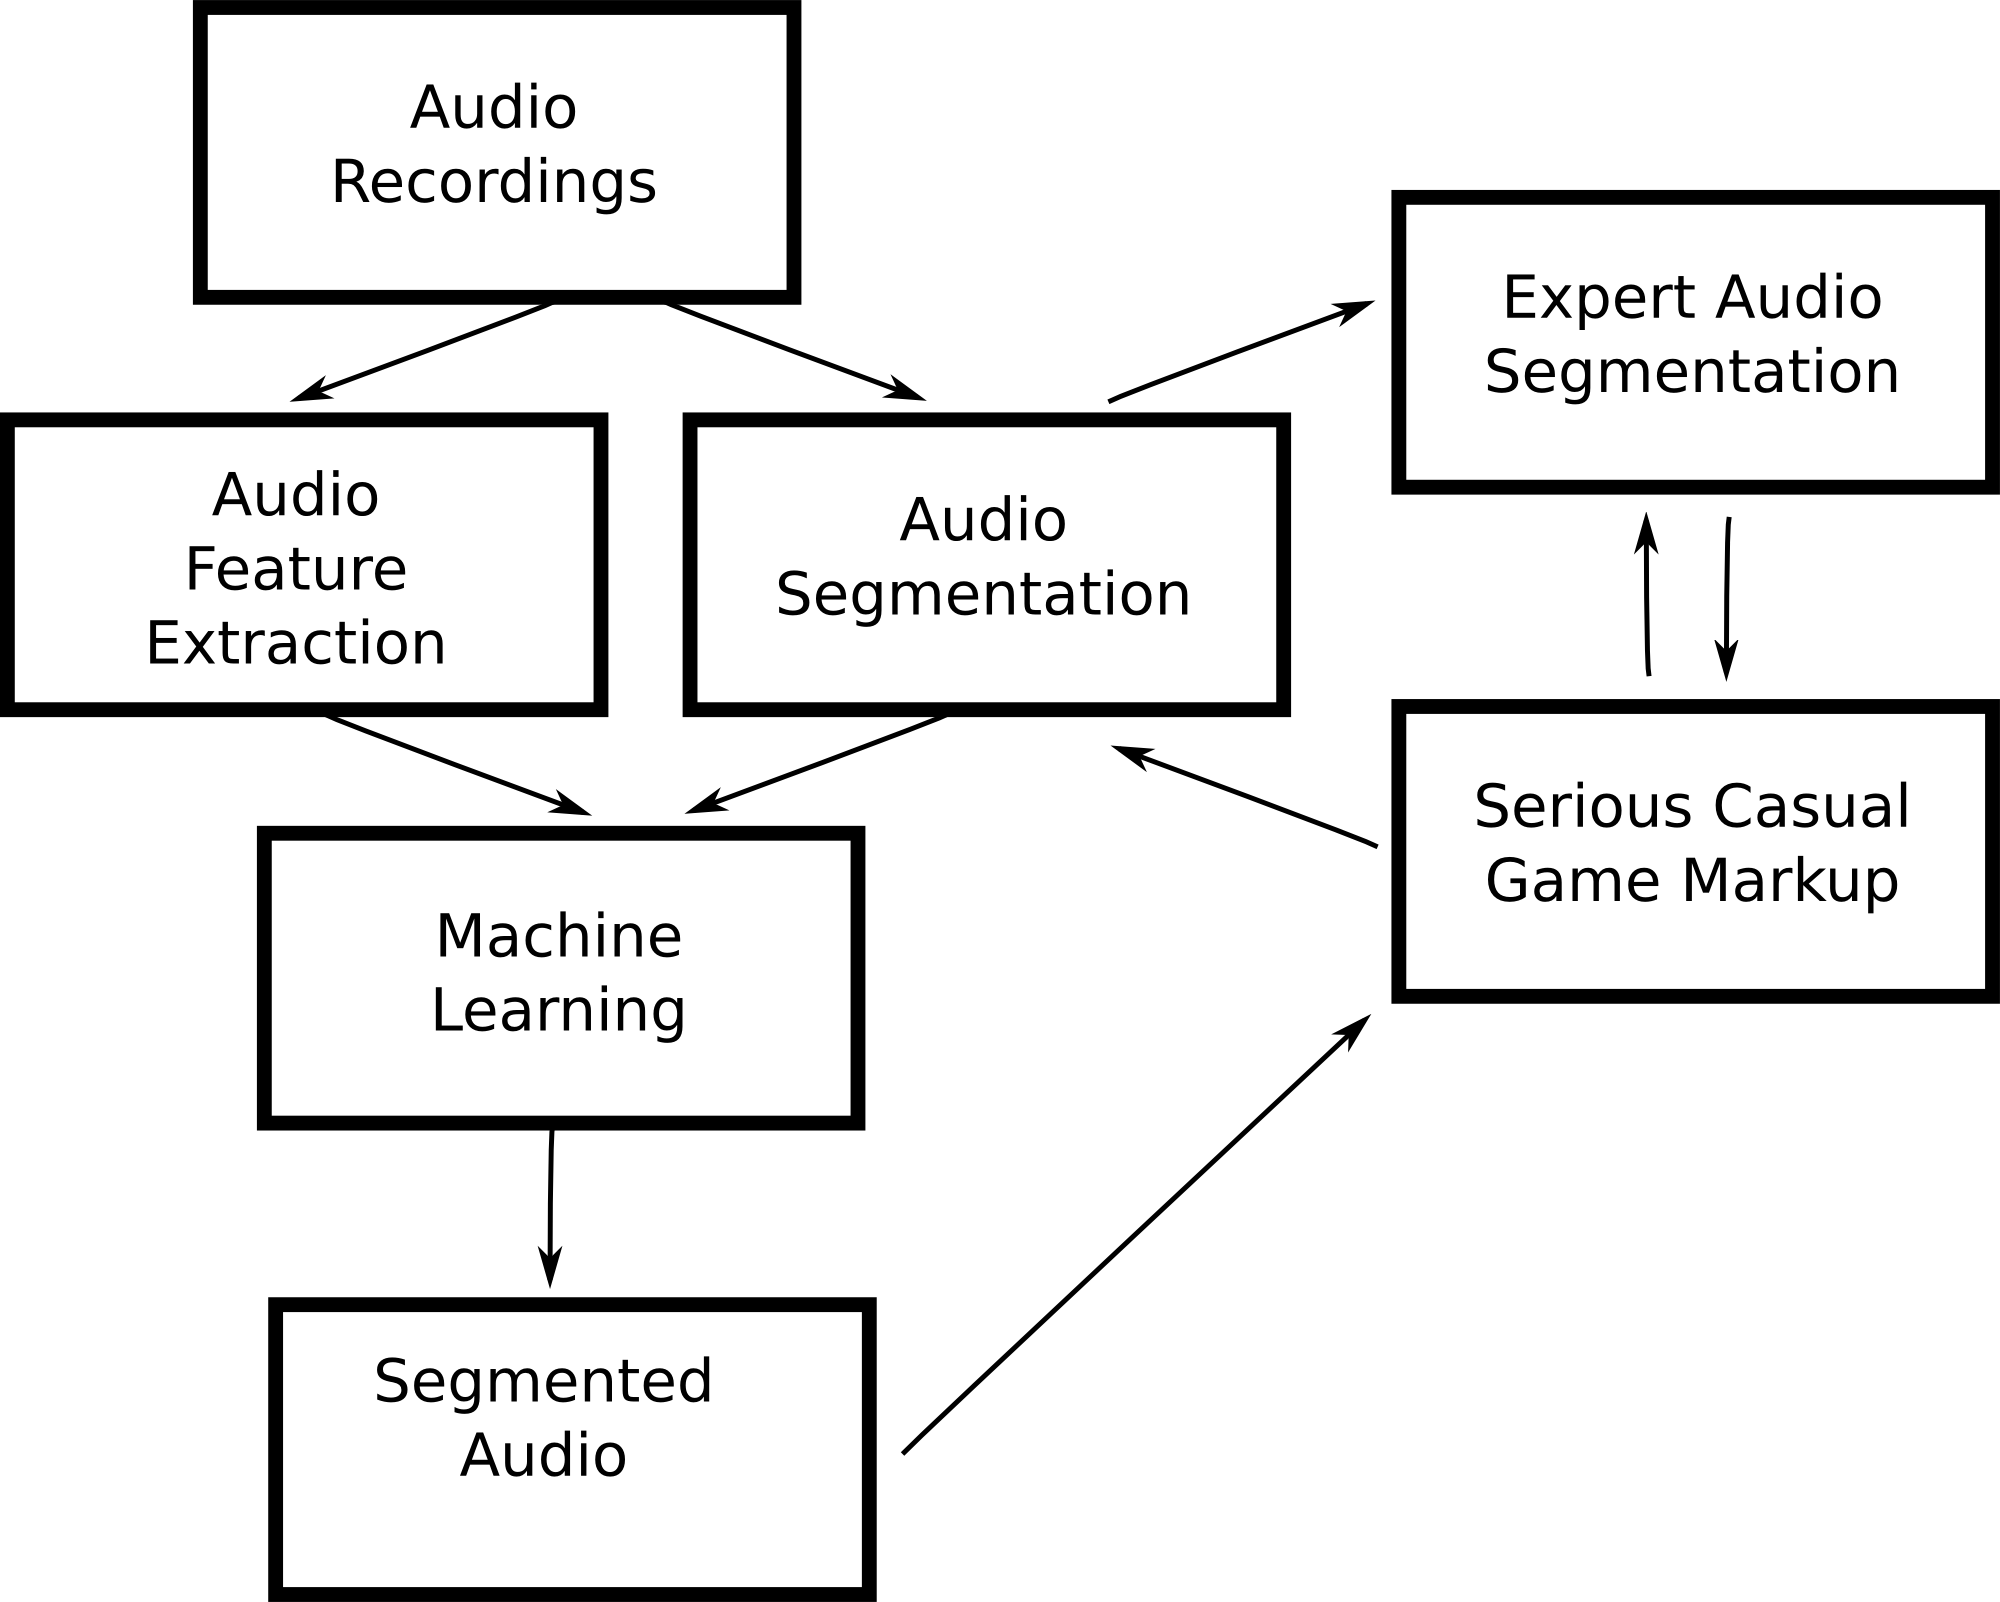 Audio
Recordings
Expert Audio
Segmentation
Audio
Feature
Extraction
Audio
Segmentation
Serious Casual
Game Markup
Machine
Learning
Segmented
Audio